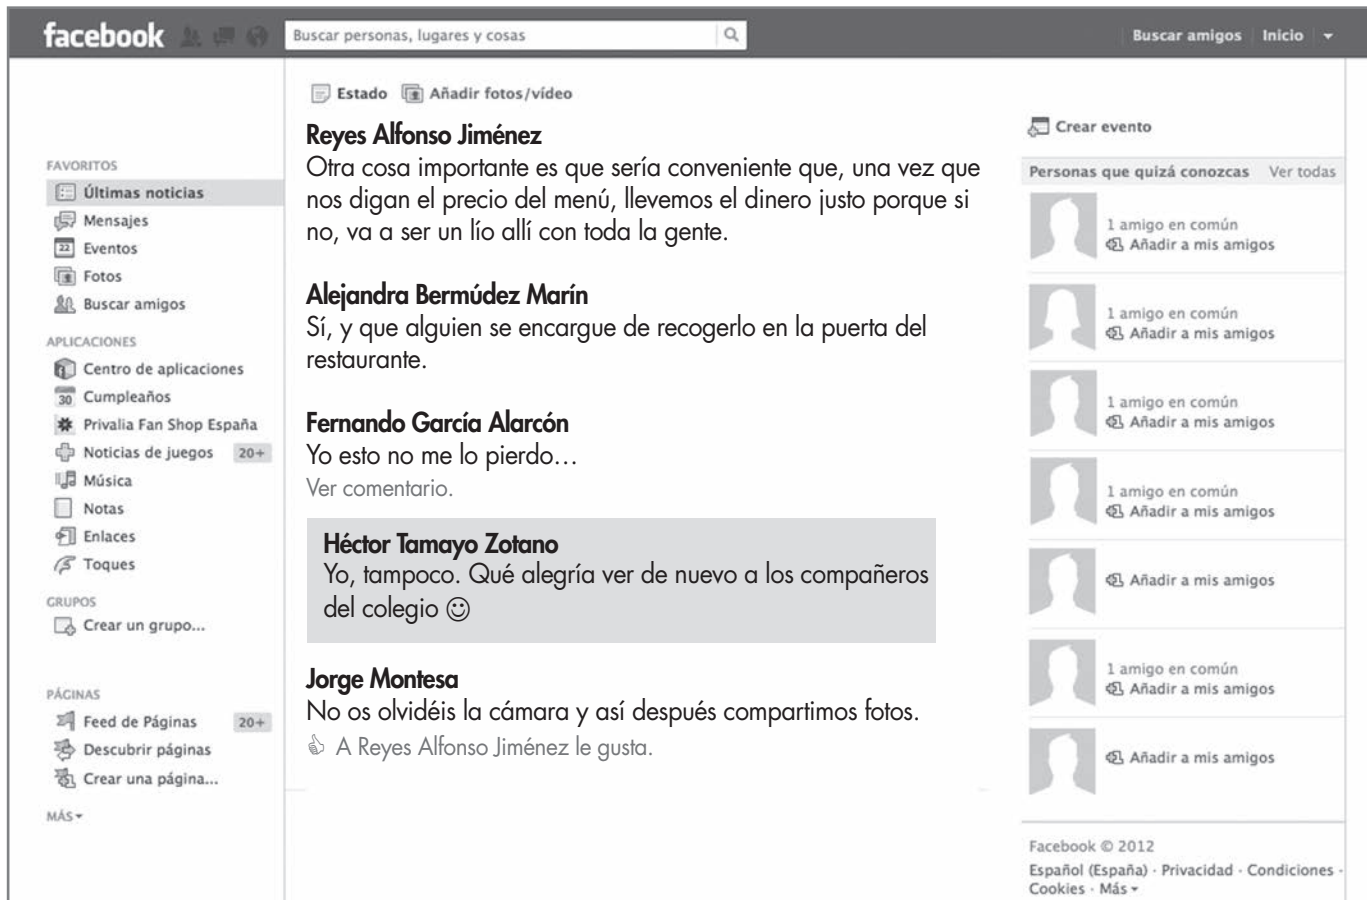 facebook
Buscar personas, lugares y cosas
Buscar amigos Inicio
FAVORITOS
Últimas noticias
Mensajes
22 Eventos
Fotos
Buscar amigos
APLICACIONES
Centro de aplicaciones
30 Cumpleaños
Privalia Fan Shop España
Noticias de juegos 20+
Música
Notas
Enlaces
Toques
GRUPOS
Crear un grupo...
PÁGINAS
Feed de Páginas 20+
Descubrir páginas
Crear una página...
MÁS
Estado Añadir fotos/vídeo
Reyes Alfonso Jiménez
Otra cosa importante es que sería conveniente que, una vez que
nos digan el precio del menú, llevemos el dinero justo porque si
no, va a ser un lío allí con toda la gente.
Alejandra Bermúdez Marín
Sí, y que alguien se encargue de recogerlo en la puerta del
restaurante.
Fernando García Alarcón
Yo esto no me lo pierdo…
Ver comentario.
Héctor Tamayo Zotano
Yo, tampoco. Qué alegría ver de nuevo a los compañeros
del colegio ☺
Jorge Montesa
No os olvidéis la cámara y así después compartimos fotos.
A Reyes Alfonso Jiménez le gusta.
Crear evento
Personas que quizá conozcas Ver todas
1 amigo en común
Añadir a mis amigos
1 amigo en común
Añadir a mis amigos
1 amigo en común
Añadir a mis amigos
1 amigo en común
Añadir a mis amigos
Añadir a mis amigos
1 amigo en común
Añadir a mis amigos
Añadir a mis amigos
Facebook © 2012
Español (España) · Privacidad · Condiciones ·
Cookies · Más